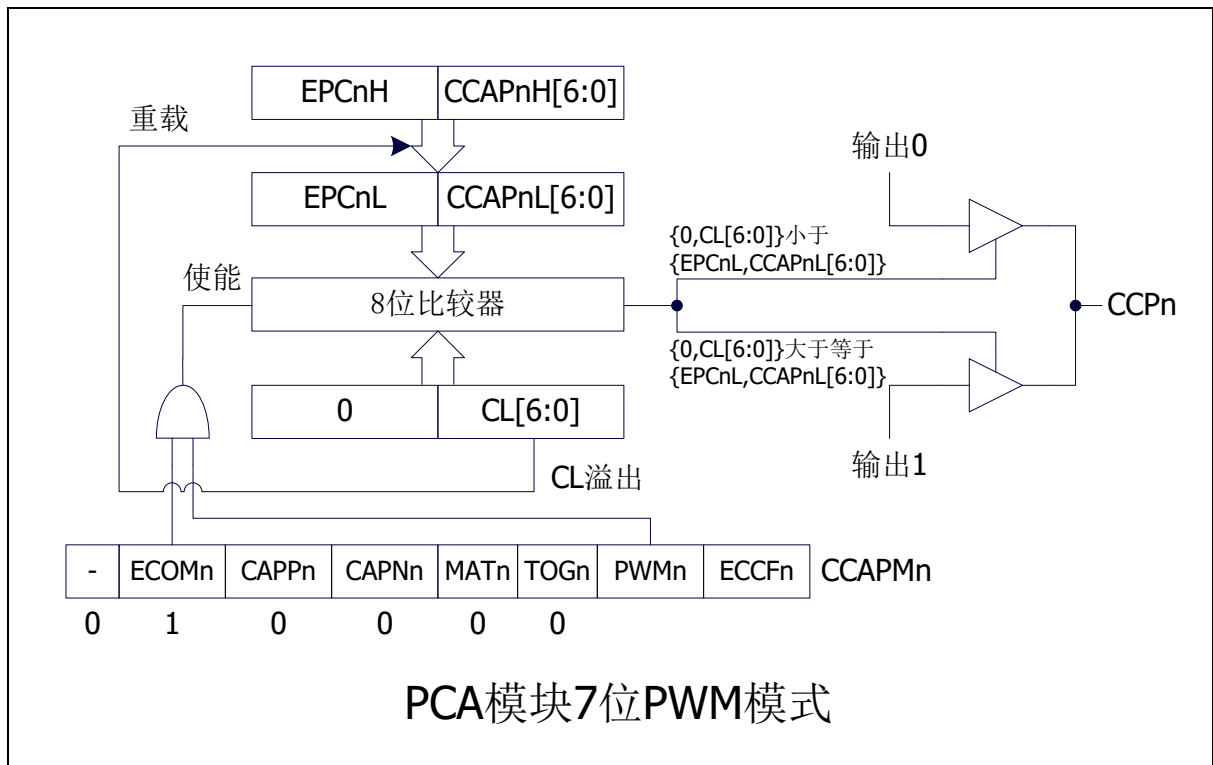 EPCnH CCAPnH[6:0]
重载
输出0
EPCnL CCAPnL[6:0]
{0,CL[6:0]}小于
{EPCnL,CCAPnL[6:0]}
使能
8位比较器
CCPn
{0,CL[6:0]}大于等于
{EPCnL,CCAPnL[6:0]}
0 CL[6:0]
输出1
CL溢出
- ECOMn CAPPn CAPNn MATn TOGn PWMn ECCFn CCAPMn
0 1 0 0 0 0
PCA模块7位PWM模式